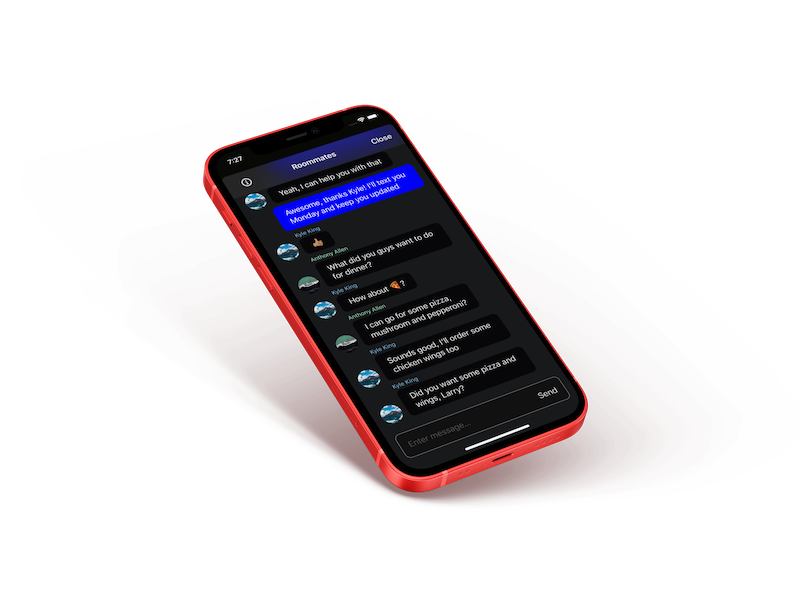 7:27
Roommates
Close
Yeah, I can help you with that
Awesome, thanks Kyle! I'll text you
Monday and keep you updated
Kyle King
👍🏽
Anthony Allen
What did you guys want to do
for dinner?
Kyle King
How about 🍕?
Anthony Allen
I can go for some pizza,
mushroom and pepperoni?
Kyle King
Sounds good, I'll order some
chicken wings too
Kyle King
Did you want some pizza and
wings, Larry?
Enter message...
Send